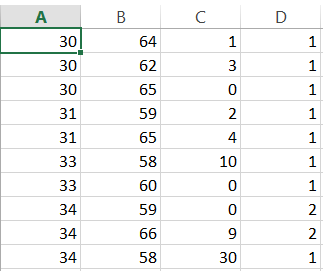 A B C D
30 64 1 1
30 62 3 1
30 65 0 1
31 59 2 1
31 65 4 1
33 58 10 1
33 60 0 1
34 59 0 2
34 66 9 2
34 58 30 1